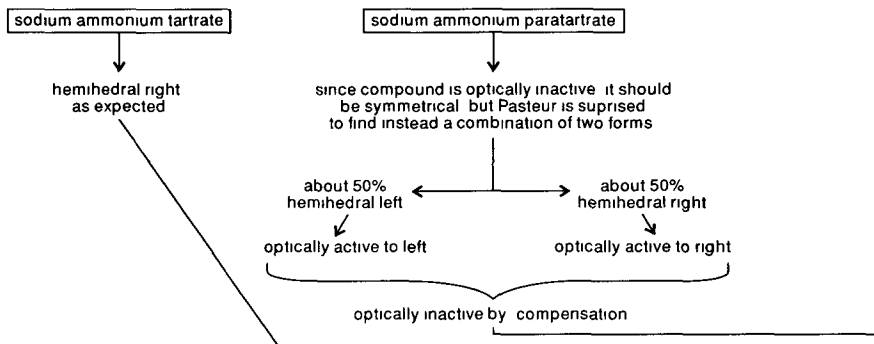 sodium ammonium tartrate
sodium ammonium paratartrate
hemihedral right
as expected
since compound is optically inactive it should
be symmetrical but Pasteur is suprised
to find instead a combination of two forms
about 50%
hemihedral left
about 50%
hemihedral right
optically active to left
optically active to right
optically inactive by compensation